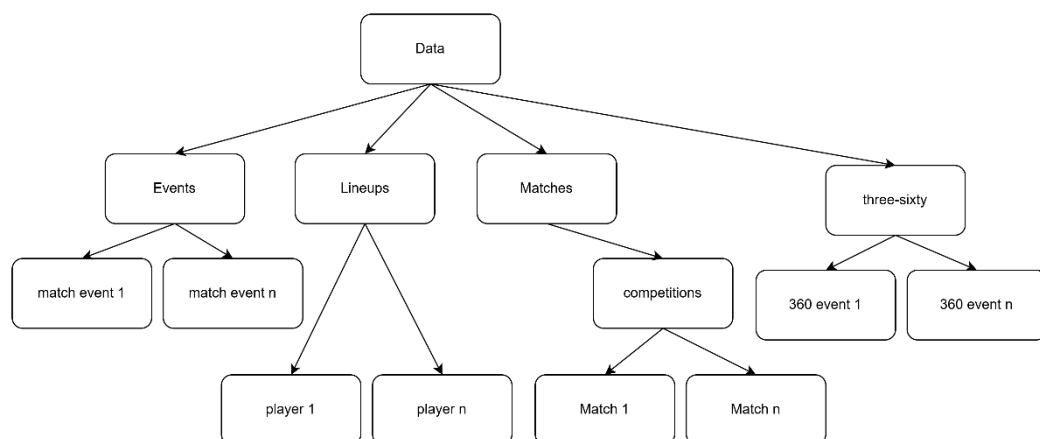 Data
Events
Lineups
Matches
three-sixty
match event 1
match event n
competitions
360 event 1
360 event n
player 1
player n
Match 1
Match n